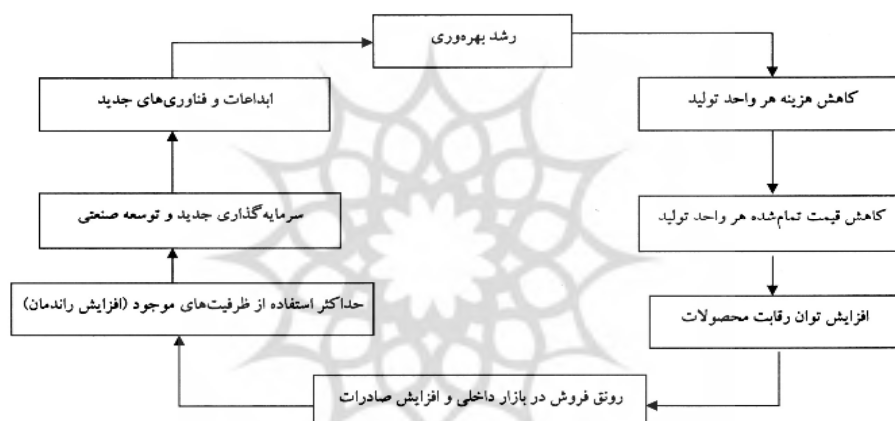 رشد بهره‌وری
کاهش هزینه هر واحد تولید
کاهش قیمت تمام‌شده هر واحد تولید
افزایش توان رقابت محصولات
رونق فروش در بازار داخلی و افزایش صادرات
حداکثر استفاده از ظرفیت‌های موجود (افزایش راندمان)
سرمایه‌گذاری جدید و توسعه صنعتی
ابداعات و فناوری‌های جدید